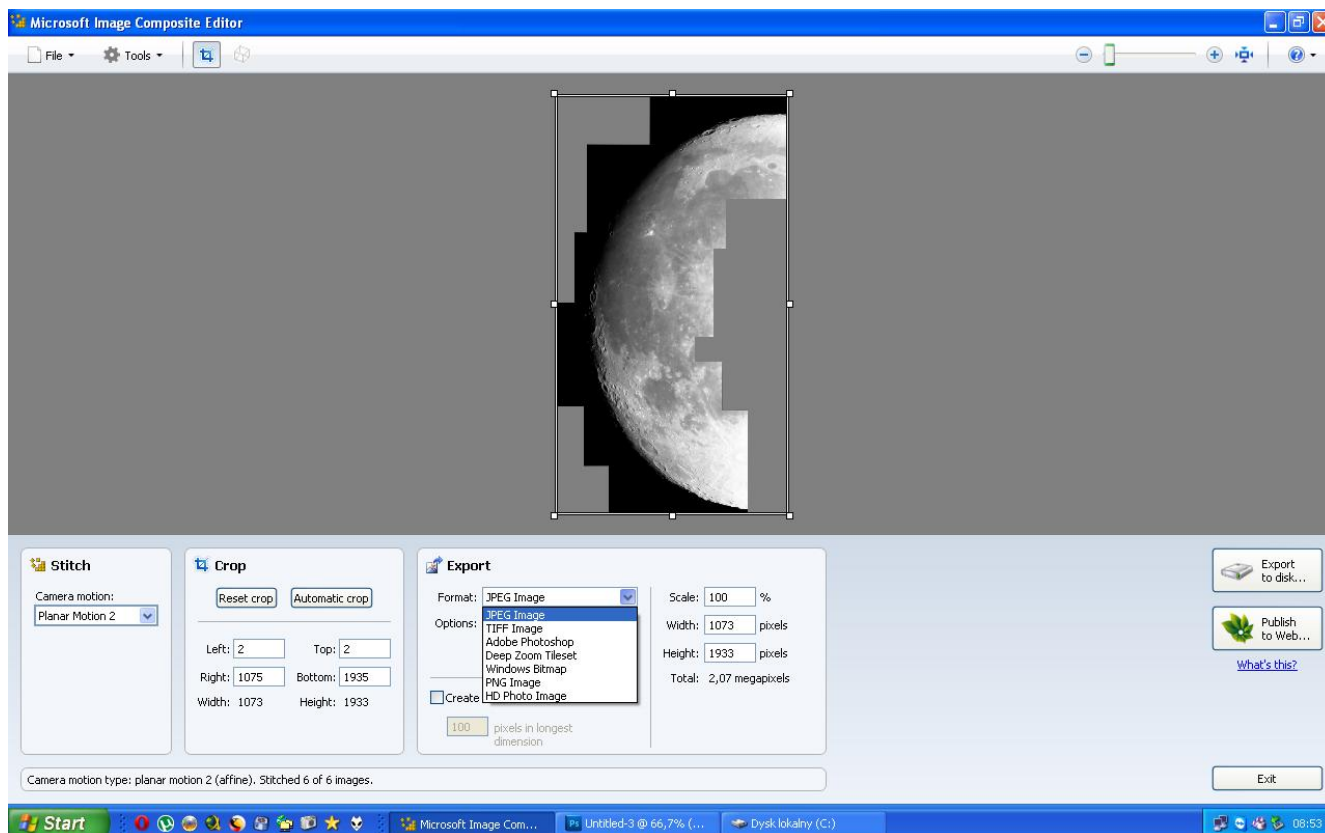 Microsoft Image Composite Editor
File
Tools
Stitch
Camera motion:
Planar Motion 2
Crop
Reset crop
Automatic crop
Left: 2
Top: 2
Right: 1075
Bottom: 1935
Width: 1073
Height: 1933
Export
Format: JPEG Image
JPEG Image
TIFF Image
Adobe Photoshop
Deep Zoom Tileset
Windows Bitmap
PNG Image
HD Photo Image
Options:
Create
100 pixels in longest
dimension
Scale: 100 %
Width: 1073 pixels
Height: 1933 pixels
Total: 2,07 megapixels
Export
to disk...
Publish
to Web...
What's this?
Camera motion type: planar motion 2 (affine). Stitched 6 of 6 images.
Exit
Start
Microsoft Image Com...
Ps
Untitled-3 @ 66,7% (...
Dysk lokalny (C:)
08:53